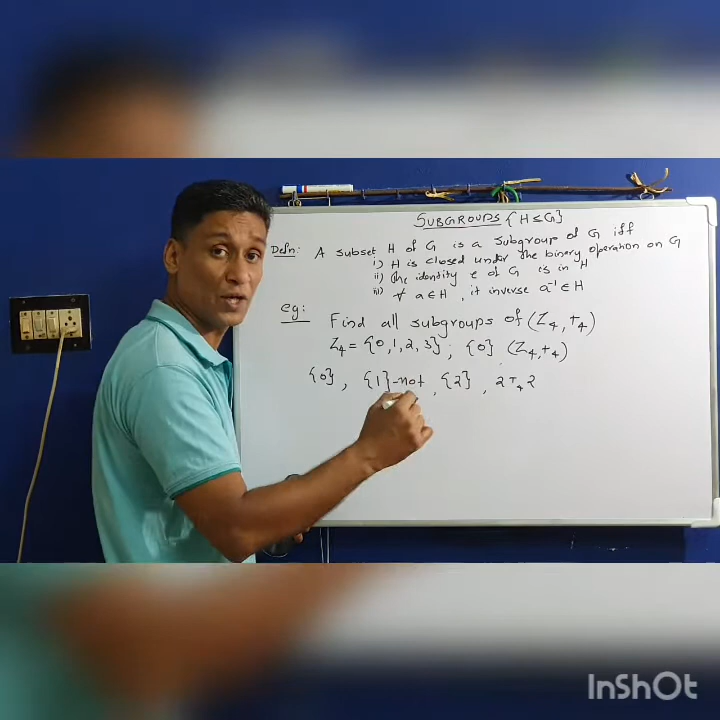 SUBGROUPS {H≤G}
Defn: A subset H of G is a subgroup of G iff
i) H is closed under the binary operation on G
ii) the identity e of G is in H
iii) ∀ a∈H, it inverse a⁻¹∈H
eg: Find all subgroups of (Z₄,+₄)
Z₄={0,1,2,3}; {0} (Z₄,+₄)
{0}, {1}-not, {2}, 2+₄2
InShOt